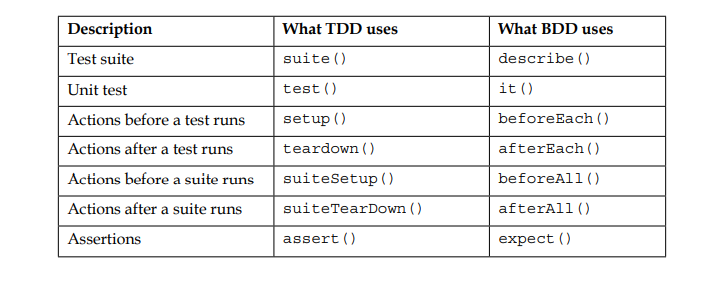 Description What TDD uses What BDD uses
Test suite suite() describe()
Unit test test() it()
Actions before a test runs setup() beforeEach()
Actions after a test runs teardown() afterEach()
Actions before a suite runs suiteSetup() beforeAll()
Actions after a suite runs suiteTearDown() afterAll()
Assertions assert() expect()